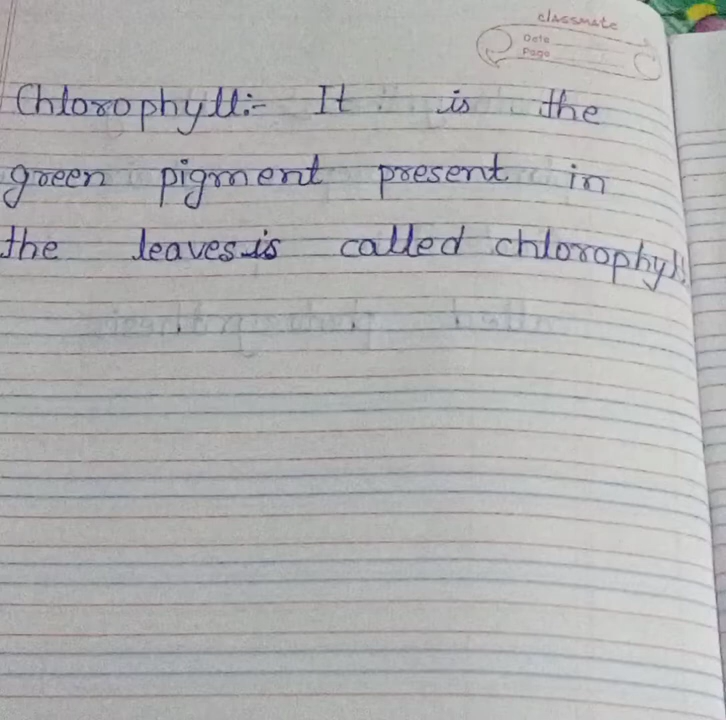 classmate
Date
Page
Chlorophyll:- It is the
green pigment present in
the leaves is called chlorophyll